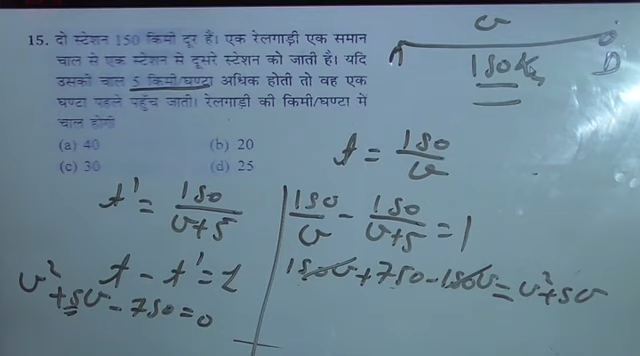 15. दो स्टेशन 150 किमी दूर है। एक रेलगाड़ी एक समान
चाल से एक स्टेशन से दूसरे स्टेशन को जाती है। यदि
उसकी चाल 5 किमी/घण्टा अधिक होती तो वह एक
घण्टा पहले पहुँच जाती। रेलगाड़ी की किमी/घण्टा में
चाल होगी
(a) 40 (b) 20
(c) 30 (d) 25
v
A
B
150 K
t = 150/v
t' = 150/v+5
t - t' = 1
150/v - 150/v+5 = 1
150v + 750 - 150v = v² + 5v
v² + 5v - 750 = 0